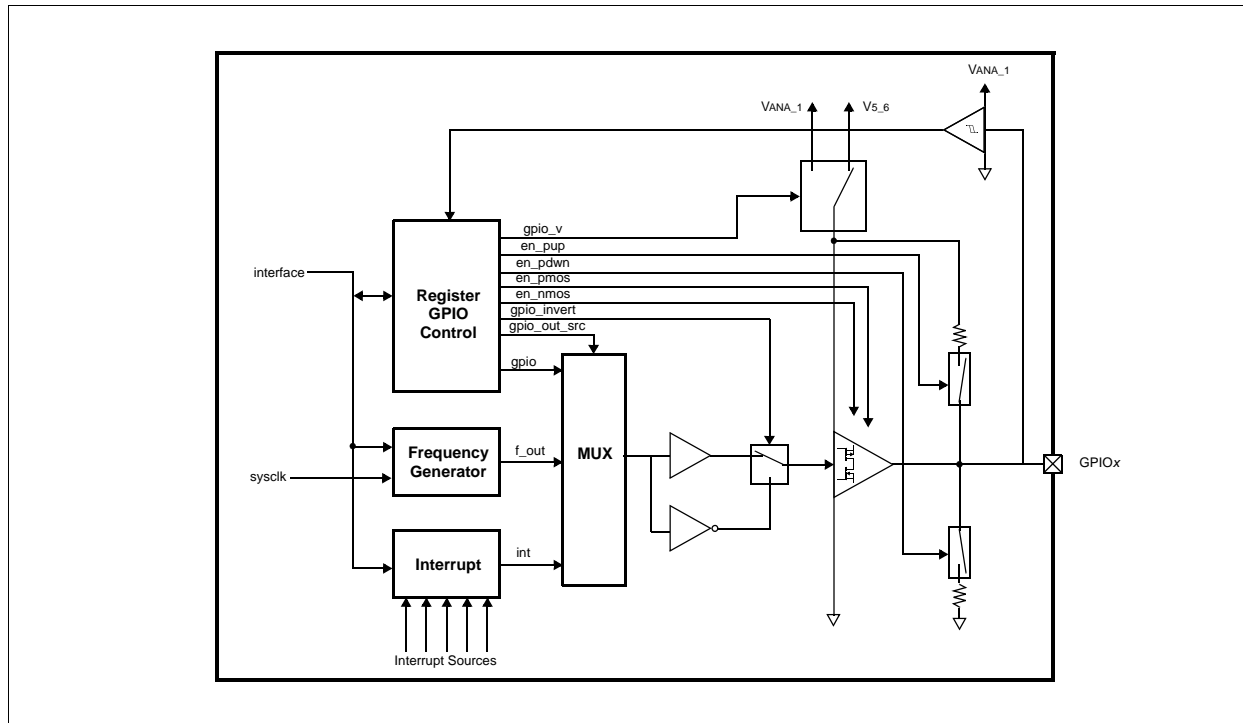 VANA_1
VANA_1
V5_6
gpio_v
en_pup
en_pdwn
en_pmos
en_nmos
gpio_invert
gpio_out_src
gpio
interface
Register
GPIO
Control
Frequency
Generator
f_out
MUX
sysclk
GPIOx
Interrupt
int
Interrupt Sources